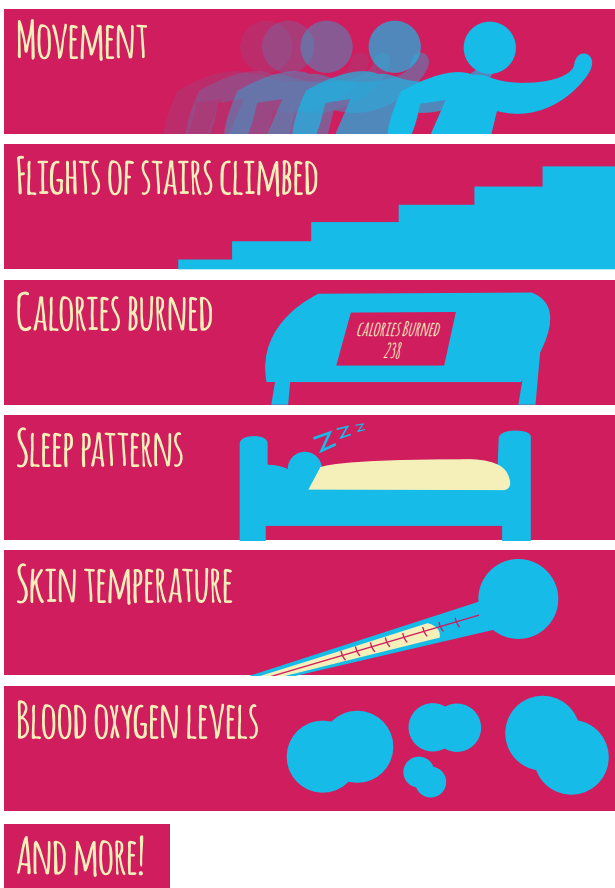 Movement
Flights of stairs climbed
Calories burned
Calories Burned
238
Sleep patterns
z z z
Skin temperature
Blood oxygen levels
And more!